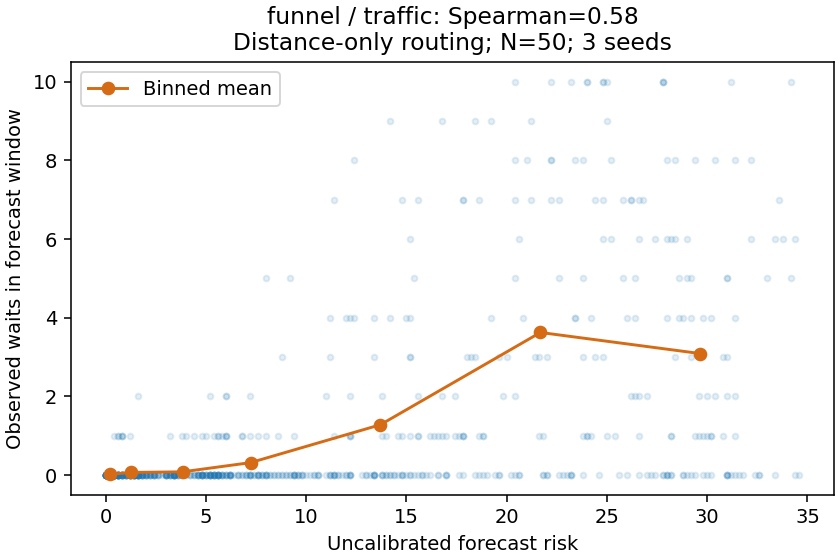 funnel / traffic: Spearman=0.58
Distance-only routing; N=50; 3 seeds
Binned mean
Observed waits in forecast window
10
8
6
4
2
0
0 5 10 15 20 25 30 35
Uncalibrated forecast risk